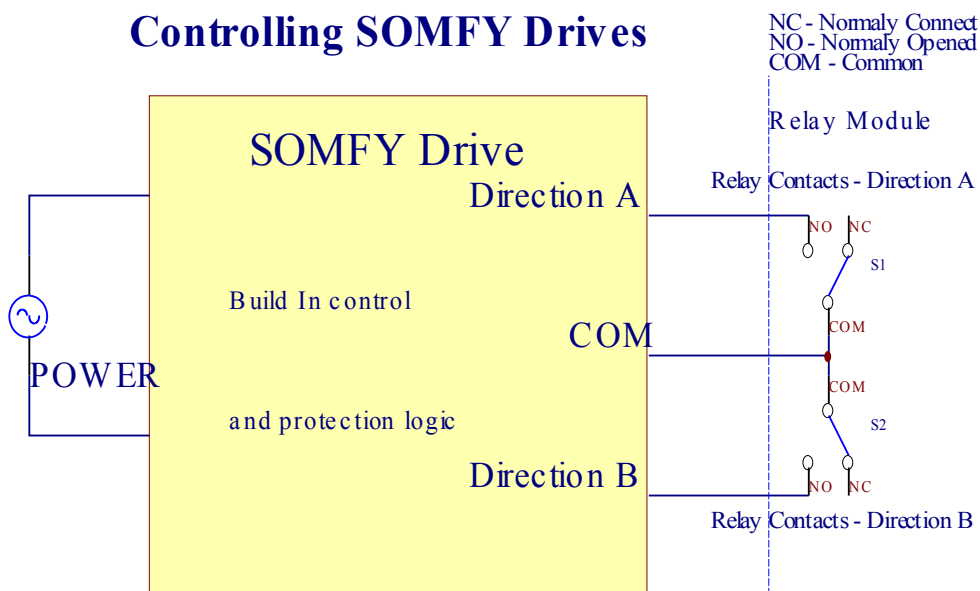 Controlling SOMFY Drives
NC - Normaly Connect
NO - Normaly Opened
COM - Common
Relay Module
SOMFY Drive
Relay Contacts - Direction A
Direction A
NO
NC
S1
Build In control
COM
COM
POWER
COM
and protection logic
S2
Direction B
NO
NC
Relay Contacts - Direction B